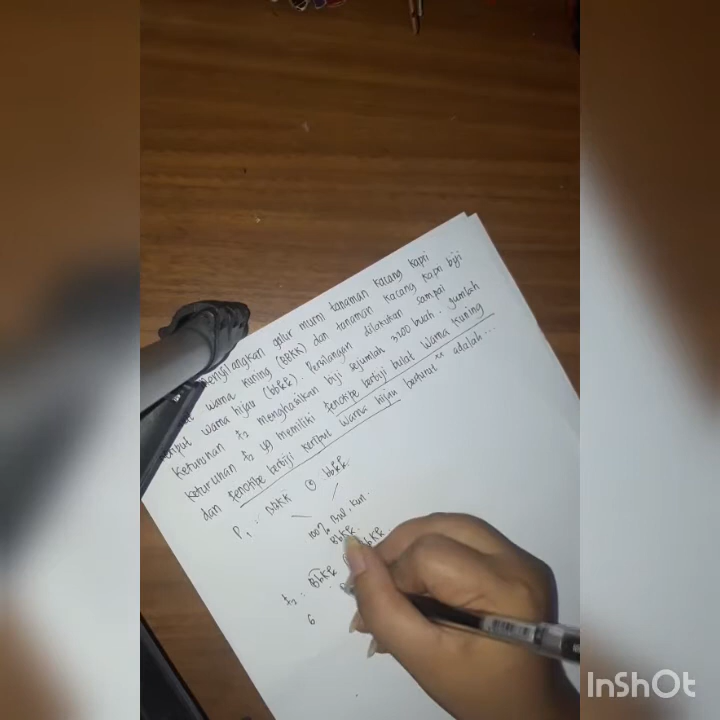 menyilangkan galur murni tanaman kacang kapri
warna kuning (BBKK) dan tanaman kacang kapri biji
warna hijau (bbkk). Persilangan dilakukan sampai
keturunan F2 menghasilkan biji sejumlah 3200 buah. Jumlah
keturunan F2 yg memiliki fenotipe berbiji bulat warna kuning
dan fenotipe berbiji keriput warna hijau berturut" adalah...
P1 : BBKK bbkk
100% Bul, kun.
BbKk
F2 = BbKk
6
InShOt